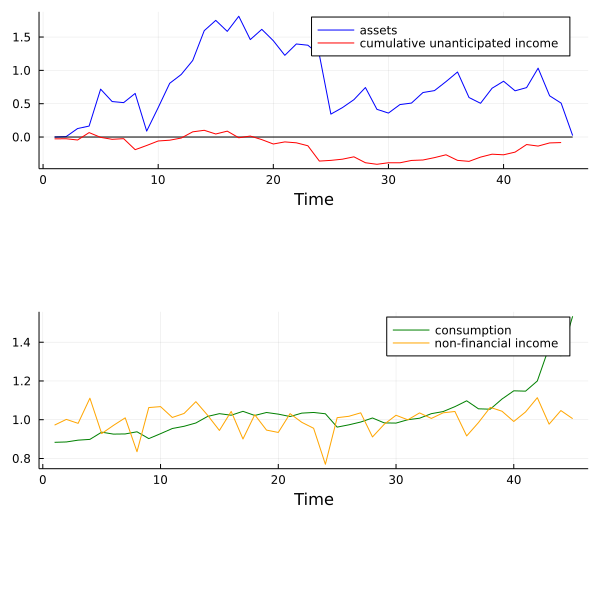 assets
cumulative unanticipated income
1.5
1.0
0.5
0.0
0 10 20 30 40
Time
consumption
non-financial income
1.4
1.2
1.0
0.8
0 10 20 30 40
Time